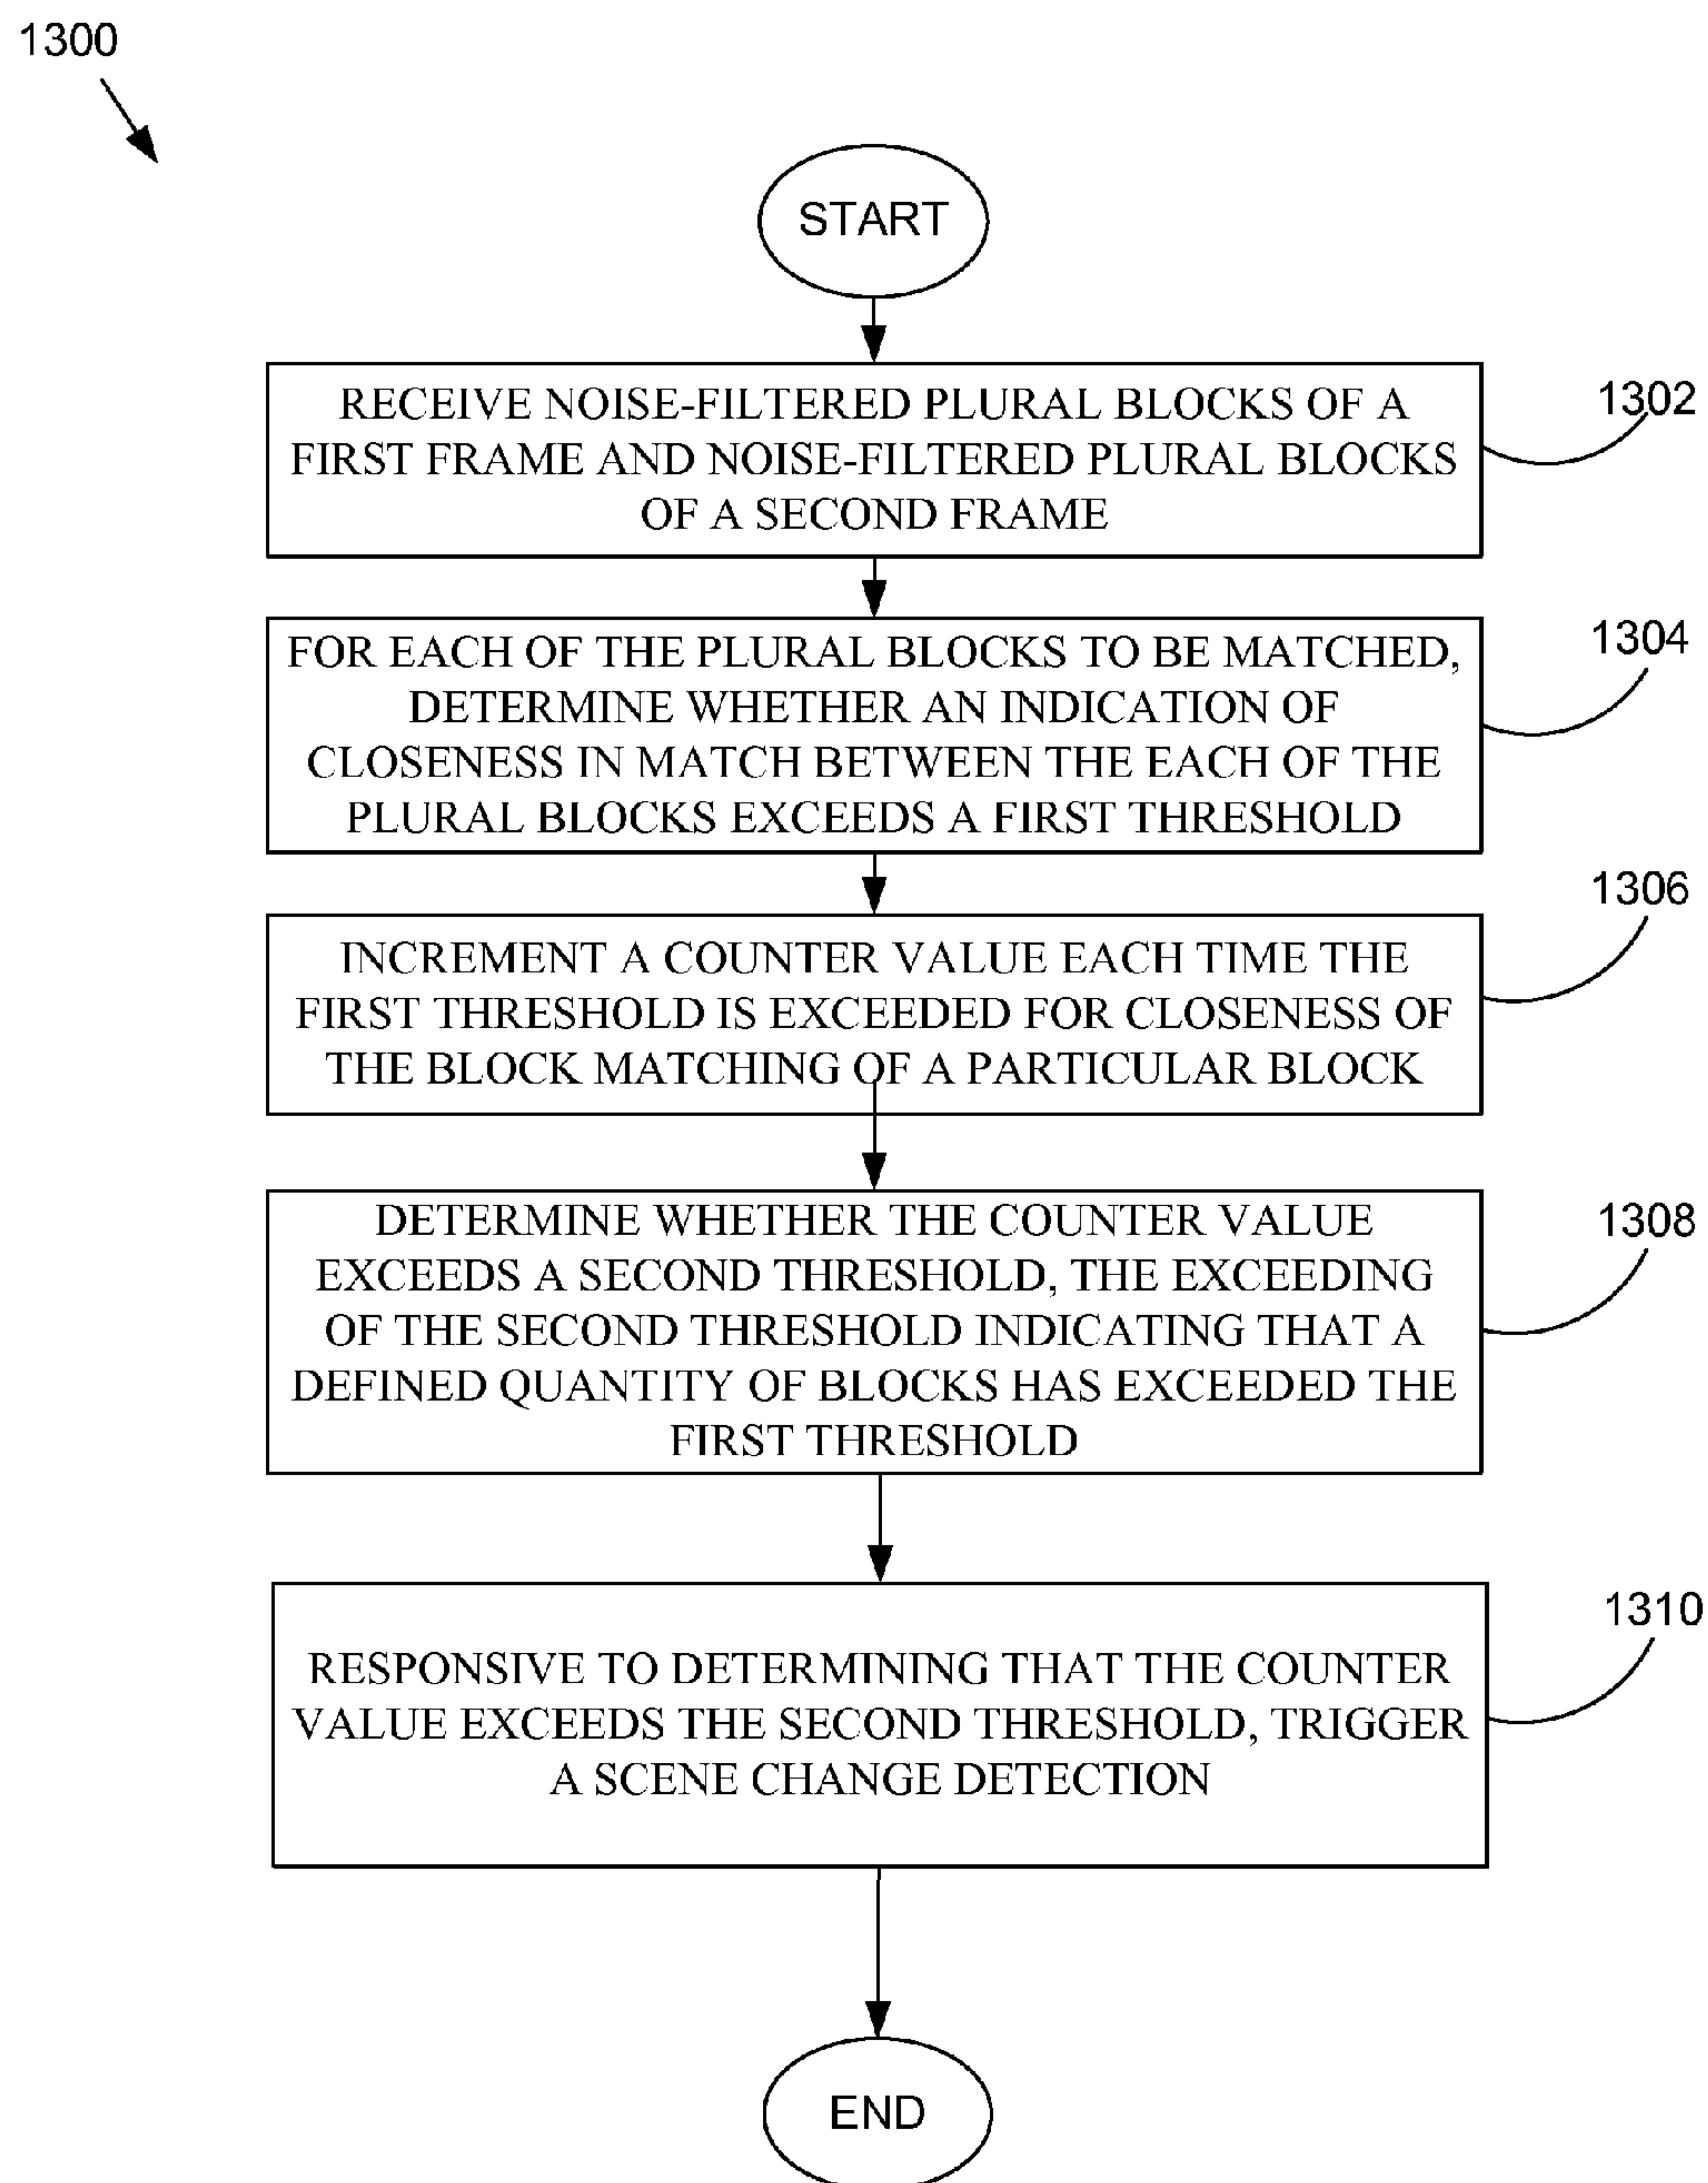 1300
START
RECEIVE NOISE-FILTERED PLURAL BLOCKS OF A
FIRST FRAME AND NOISE-FILTERED PLURAL BLOCKS
OF A SECOND FRAME
1302
FOR EACH OF THE PLURAL BLOCKS TO BE MATCHED,
DETERMINE WHETHER AN INDICATION OF
CLOSENESS IN MATCH BETWEEN THE EACH OF THE
PLURAL BLOCKS EXCEEDS A FIRST THRESHOLD
1304
INCREMENT A COUNTER VALUE EACH TIME THE
FIRST THRESHOLD IS EXCEEDED FOR CLOSENESS OF
THE BLOCK MATCHING OF A PARTICULAR BLOCK
1306
DETERMINE WHETHER THE COUNTER VALUE
EXCEEDS A SECOND THRESHOLD, THE EXCEEDING
OF THE SECOND THRESHOLD INDICATING THAT A
DEFINED QUANTITY OF BLOCKS HAS EXCEEDED THE
FIRST THRESHOLD
1308
RESPONSIVE TO DETERMINING THAT THE COUNTER
VALUE EXCEEDS THE SECOND THRESHOLD, TRIGGER
A SCENE CHANGE DETECTION
1310
END